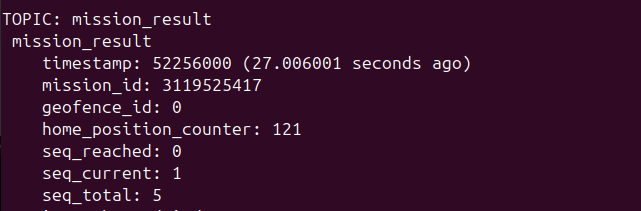 TOPIC: mission_result
mission_result
timestamp: 52256000 (27.006001 seconds ago)
mission_id: 3119525417
geofence_id: 0
home_position_counter: 121
seq_reached: 0
seq_current: 1
seq_total: 5